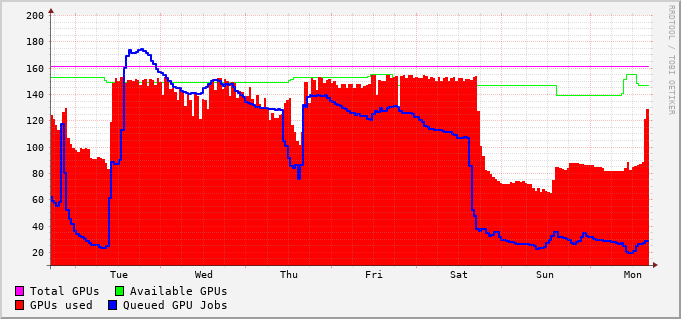 200
180
160
140
120
100
80
60
40
20
Tue Wed Thu Fri Sat Sun Mon
Total GPUs Available GPUs
GPUs used Queued GPU Jobs
RRDTOOL / TOBI OETIKER